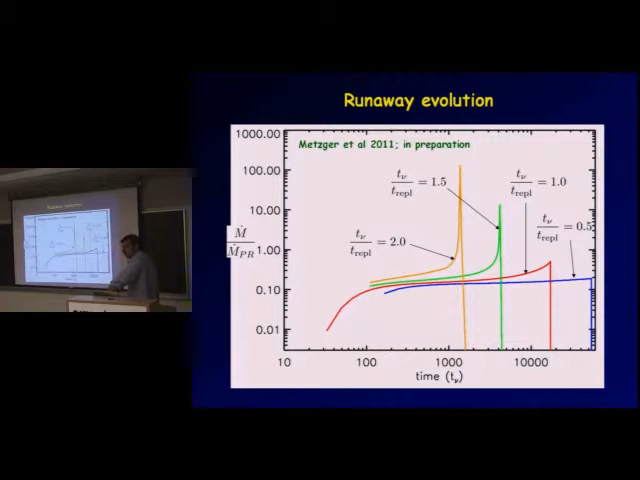 Runaway evolution
Metzger et al 2011; in preparation
1000.00
100.00
10.00
1.00
0.10
0.01
Ṁ / Ṁ_PR
t_ν / t_repl = 1.5
t_ν / t_repl = 1.0
t_ν / t_repl = 0.5
t_ν / t_repl = 2.0
10 100 1000 10000
time (t_ν)
Runaway evolution